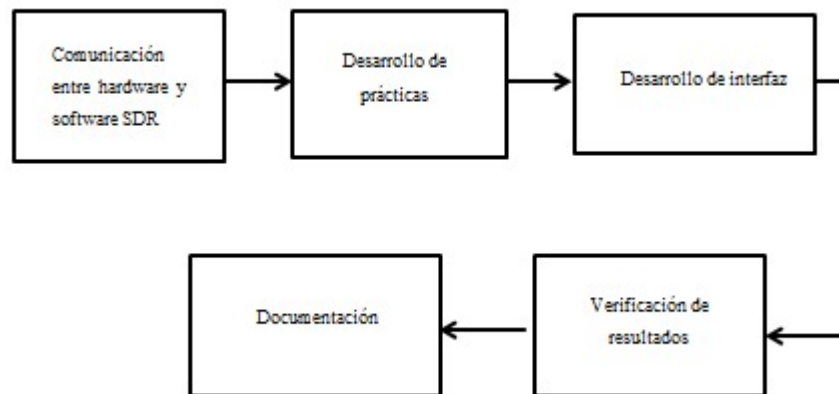 Comunicación
entre hardware y
software SDR
Desarrollo de
prácticas
Desarrollo de interfaz
Verificación de
resultados
Documentación